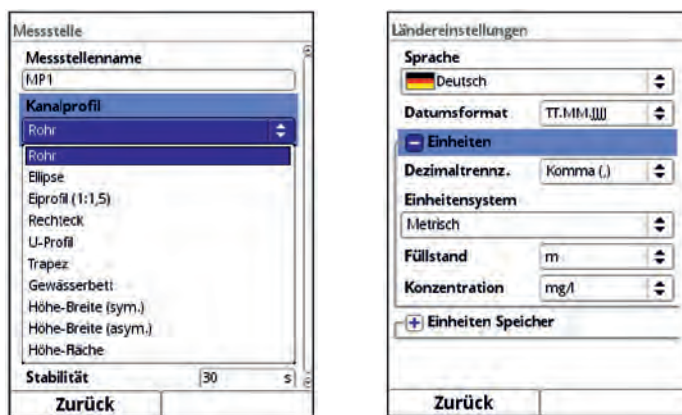 Messstelle
Messstellenname
MP1
Kanalprofil
Rohr
Rohr
Ellipse
Eiprofil (1:1,5)
Rechteck
U-Profil
Trapez
Gewässerbett
Höhe-Breite (sym.)
Höhe-Breite (asym.)
Höhe-Fläche
Stabilität 30 s
Zurück
Ländereinstellungen
Sprache
Deutsch
Datumsformat TT.MM.JJJJ
Einheiten
Dezimaltrennz. Komma (,)
Einheitensystem
Metrisch
Füllstand m
Konzentration mg/l
Einheiten Speicher
Zurück